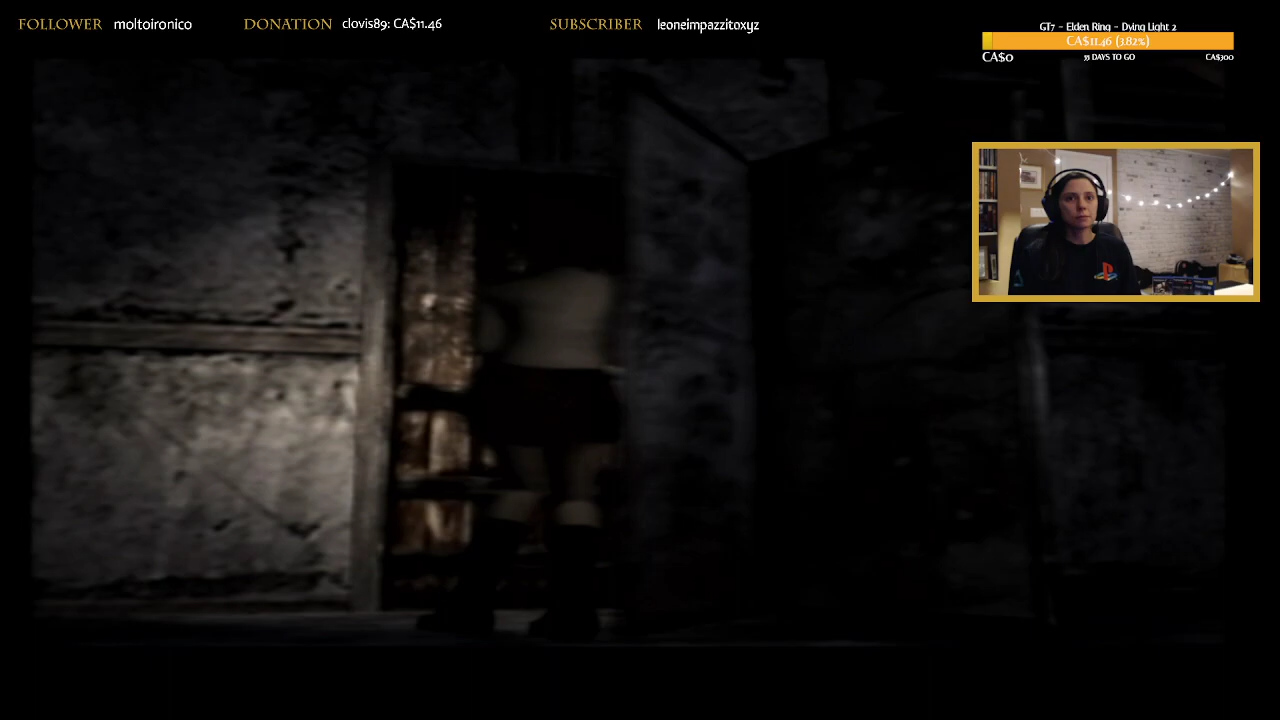 FOLLOWER moltoironico DONATION clovis89: CA$11.46 SUBSCRIBER leoneimpazzitoxyz
GT7 - Elden Ring - Dying Light 2
CA$11.46 (3.82%)
CA$0 33 DAYS TO GO CA$300